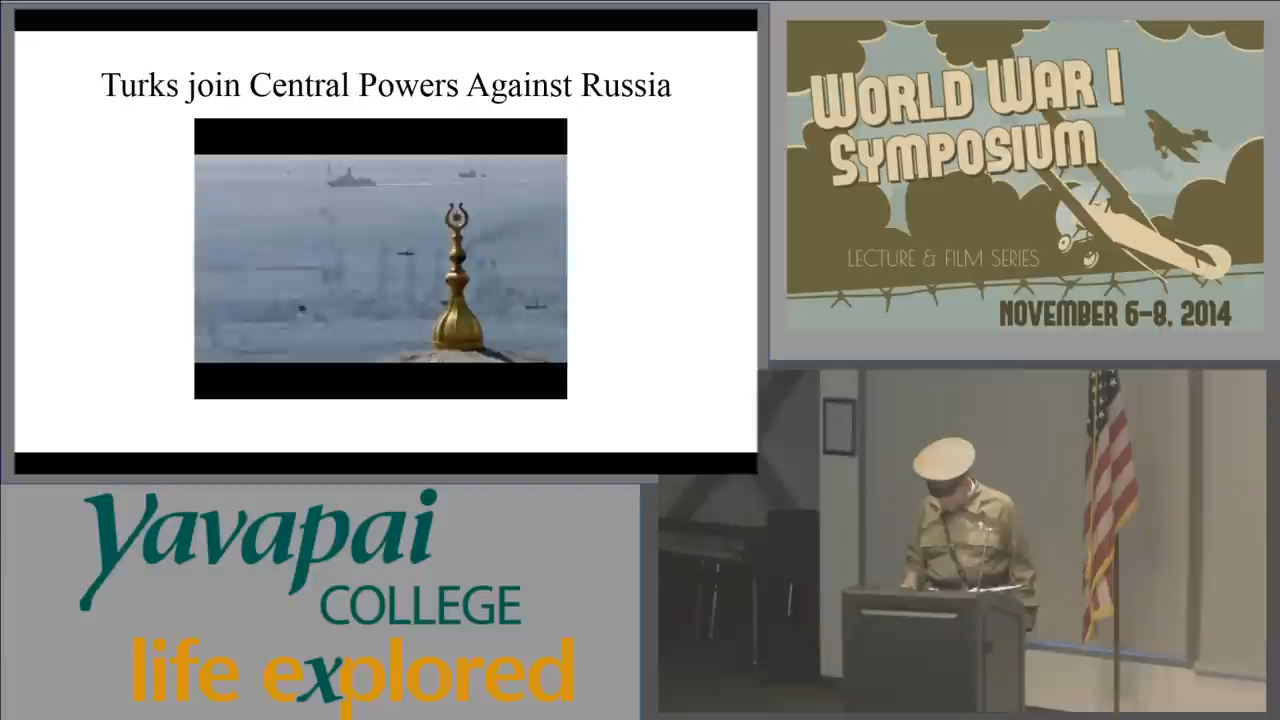 Turks join Central Powers Against Russia
WORLD WAR I
SYMPOSIUM
LECTURE & FILM SERIES
NOVEMBER 6-8, 2014
Yavapai
COLLEGE
life explored